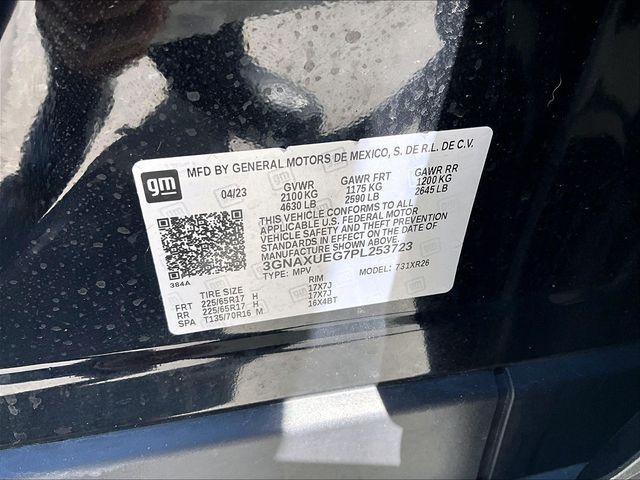 MFD BY GENERAL MOTORS DE MEXICO, S. DE R.L. DE C.V.
gm
04/23
GVWR GAWR FRT GAWR RR
2100 KG 1175 KG 1200 KG
4630 LB 2590 LB 2645 LB
THIS VEHICLE CONFORMS TO ALL
APPLICABLE U.S. FEDERAL MOTOR
VEHICLE SAFETY AND THEFT PREVENTION
STANDARDS IN EFFECT ON THE DATE OF
MANUFACTURE SHOWN ABOVE.
3GNAXUEG7PL253723
TYPE: MPV MODEL: 731XR26
384A
TIRE SIZE RIM
FRT 225/65R17 H 17X7J
RR 225/65R17 H 17X7J
SPA T135/70R16 M 16X4BT